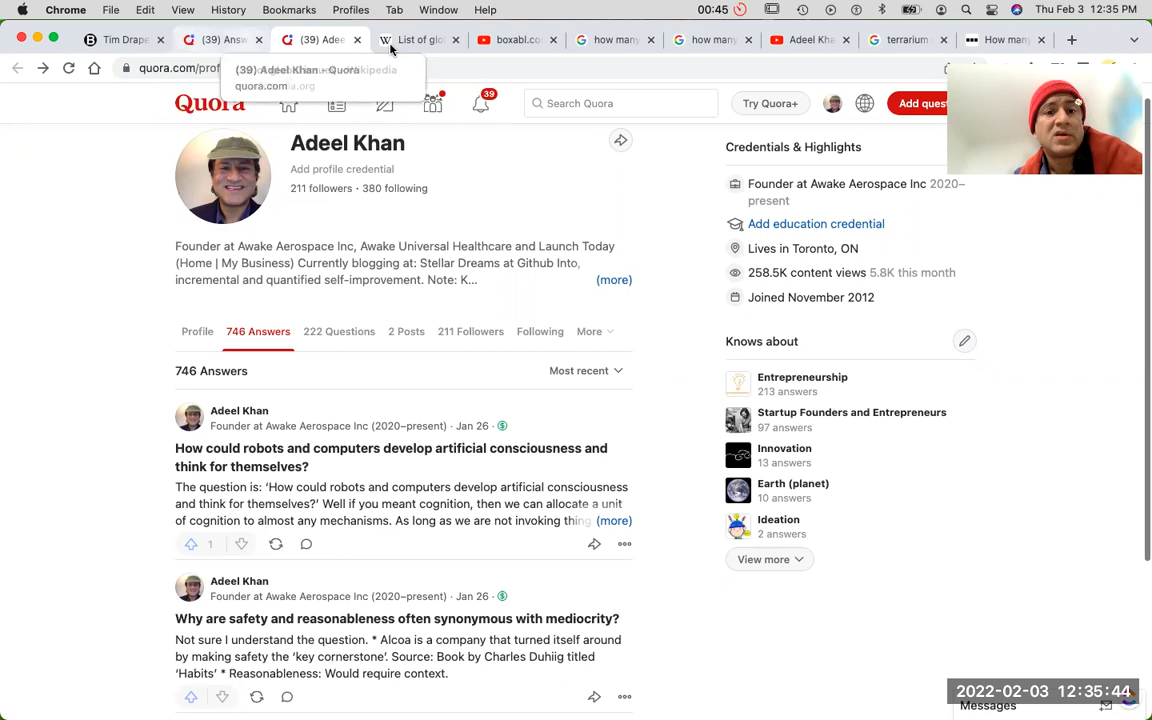 Chrome File Edit View History Bookmarks Profiles Tab Window Help 00:45 Thu Feb 3 12:35 PM
Tim Drape (39) Answ (39) Adee List of glo boxabl.co how many how many Adeel Kha terrarium How many
quora.com/prof
(39) Adeel Khan - Quora
quora.com
Quora 39 Search Quora Try Quora+ Add ques
Adeel Khan
Add profile credential
211 followers · 380 following
Founder at Awake Aerospace Inc, Awake Universal Healthcare and Launch Today
(Home | My Business) Currently blogging at: Stellar Dreams at Github Into,
incremental and quantified self-improvement. Note: K... (more)
Profile 746 Answers 222 Questions 2 Posts 211 Followers Following More
746 Answers Most recent
Adeel Khan
Founder at Awake Aerospace Inc (2020–present) · Jan 26 ·
How could robots and computers develop artificial consciousness and
think for themselves?
The question is: ‘How could robots and computers develop artificial consciousness
and think for themselves?’ Well if you meant cognition, then we can allocate a unit
of cognition to almost any mechanisms. As long as we are not invoking thing (more)
1
Adeel Khan
Founder at Awake Aerospace Inc (2020–present) · Jan 26 ·
Why are safety and reasonableness often synonymous with mediocrity?
Not sure I understand the question. * Alcoa is a company that turned itself around
by making safety the ‘key cornerstone’. Source: Book by Charles Duhiig titled
‘Habits’ * Reasonableness: Would require context.
Credentials & Highlights
Founder at Awake Aerospace Inc 2020–
present
Add education credential
Lives in Toronto, ON
258.5K content views 5.8K this month
Joined November 2012
Knows about
Entrepreneurship
213 answers
Startup Founders and Entrepreneurs
97 answers
Innovation
13 answers
Earth (planet)
10 answers
Ideation
2 answers
View more
2022-02-03 12:35:44
Messages